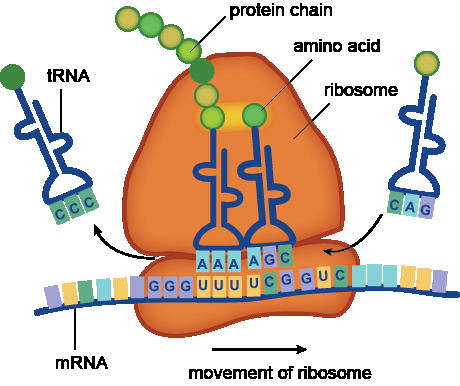 protein chain
amino acid
tRNA
ribosome
CCC
CAG
AAA AGC
GGGUUUUCGGUC
mRNA
movement of ribosome